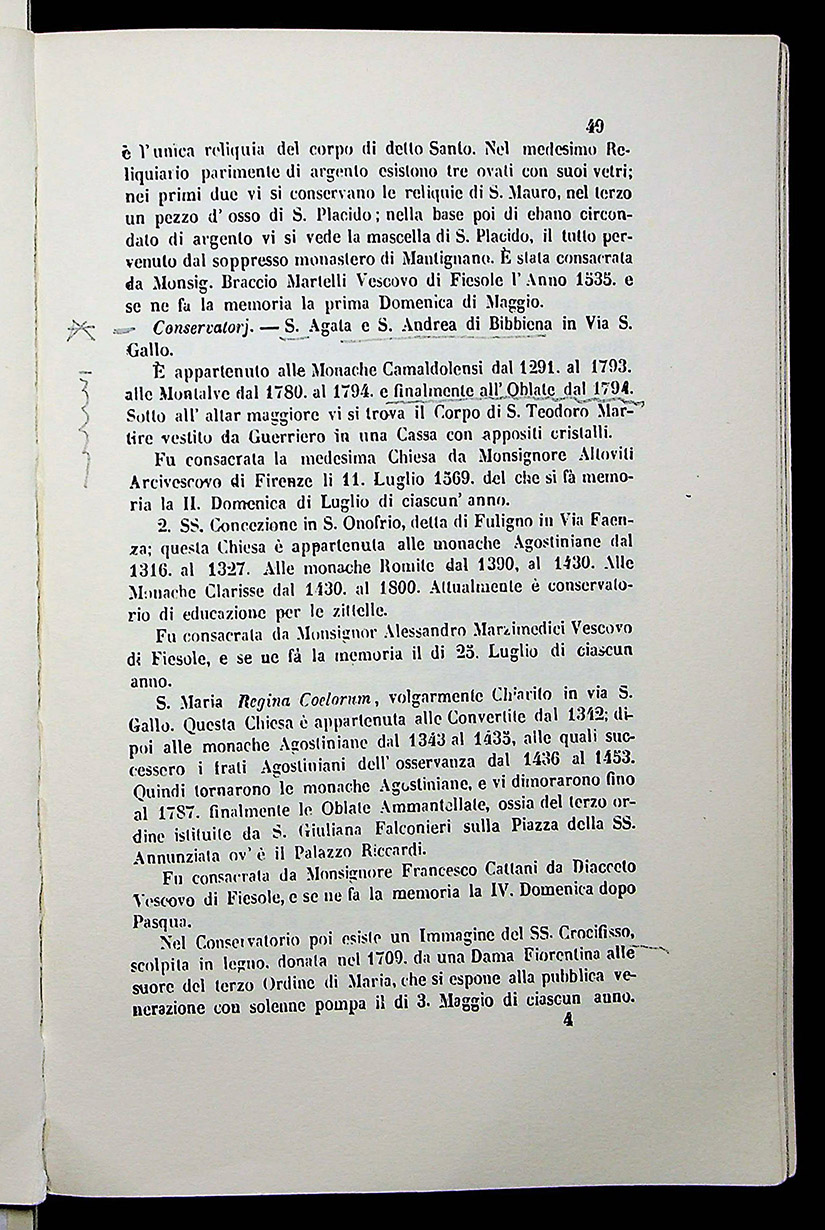 49
è l'unica reliquia del corpo di detto Santo. Nel medesimo Re-
liquiario parimente di argento esistono tre ovati con suoi vetri;
nei primi due vi si conservano le reliquie di S. Mauro, nel terzo
un pezzo d'osso di S. Placido; nella base poi di ebano circon-
dato di argento vi si vede la mascella di S. Placido, il tutto per-
venuto dal soppresso monastero di Mantignano. È stata consacrata
da Monsig. Braccio Martelli Vescovo di Fiesole l'Anno 1535. e
se ne fa la memoria la prima Domenica di Maggio.
Conservatorj. — S. Agata e S. Andrea di Bibbiena in Via S.
Gallo.
È appartenuto alle Monache Camaldolensi dal 1291. al 1793.
alle Montalve dal 1780. al 1794. e finalmente all'Oblate dal 1794.
Sotto all'altar maggiore vi si trova il Corpo di S. Teodoro Mar-
tire vestito da Guerriero in una Cassa con appositi cristalli.
Fu consacrata la medesima Chiesa da Monsignore Altoviti
Arcivescovo di Firenze li 11. Luglio 1569. del che si fà memo-
ria la II. Domenica di Luglio di ciascun'anno.
2. SS. Concezione in S. Onofrio, detta di Fuligno in Via Faen-
za; questa Chiesa è appartenuta alle monache Agostiniane dal
1316. al 1327. Alle monache Romite dal 1390, al 1430. Alle
Monache Clarisse dal 1430. al 1800. Attualmente è conservato-
rio di educazione per le zittelle.
Fu consacrata da Monsignor Alessandro Marzimedici Vescovo
di Fiesole, e se ne fà la memoria il di 25. Luglio di ciascun
anno.
S. Maria Regina Coelorum, volgarmente Chiarito in via S.
Gallo. Questa Chiesa è appartenuta alle Convertite dal 1342; di-
poi alle monache Agostiniane dal 1343 al 1435, alle quali suc-
cessero i frati Agostiniani dell'osservanza dal 1436 al 1453.
Quindi tornarono le monache Agostiniane, e vi dimorarono fino
al 1787. finalmente le Oblate Ammantellate, ossia del terzo or-
dine istituite da S. Giuliana Falconieri sulla Piazza della SS.
Annunziata ov'è il Palazzo Riccardi.
Fu consacrata da Monsignore Francesco Cattani da Diacceto
Vescovo di Fiesole, e se ne fa la memoria la IV. Domenica dopo
Pasqua.
Nel Conservatorio poi esiste un Immagine del SS. Crocifisso,
scolpita in legno. donata nel 1709. da una Dama Fiorentina alle
suore del terzo Ordine di Maria, che si espone alla pubblica ve-
nerazione con solenne pompa il di 3. Maggio di ciascun anno.
4